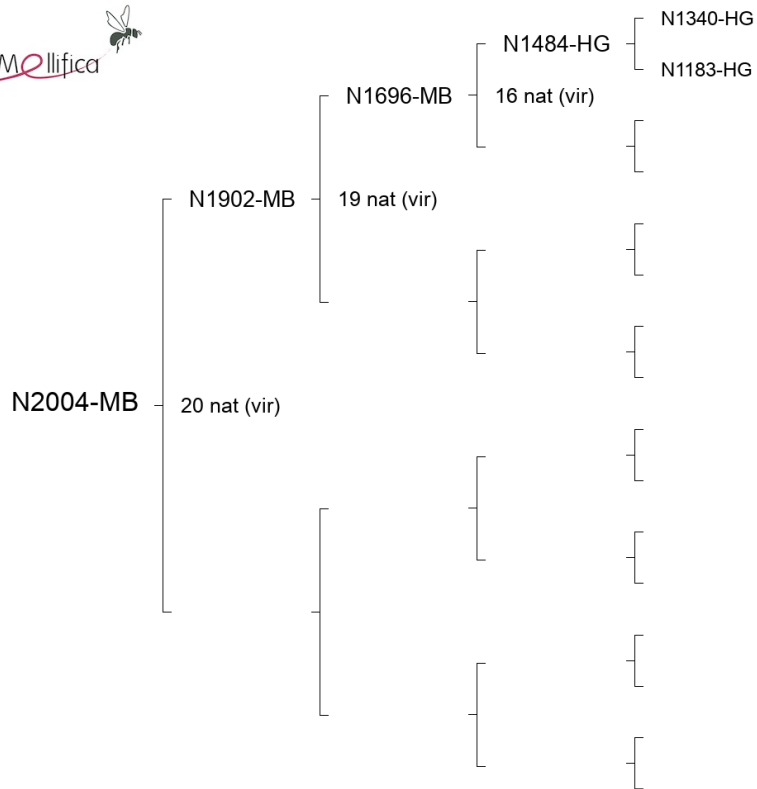 Mellifica
N1340-HG
N1484-HG
N1183-HG
N1696-MB
16 nat (vir)
N1902-MB
19 nat (vir)
N2004-MB
20 nat (vir)